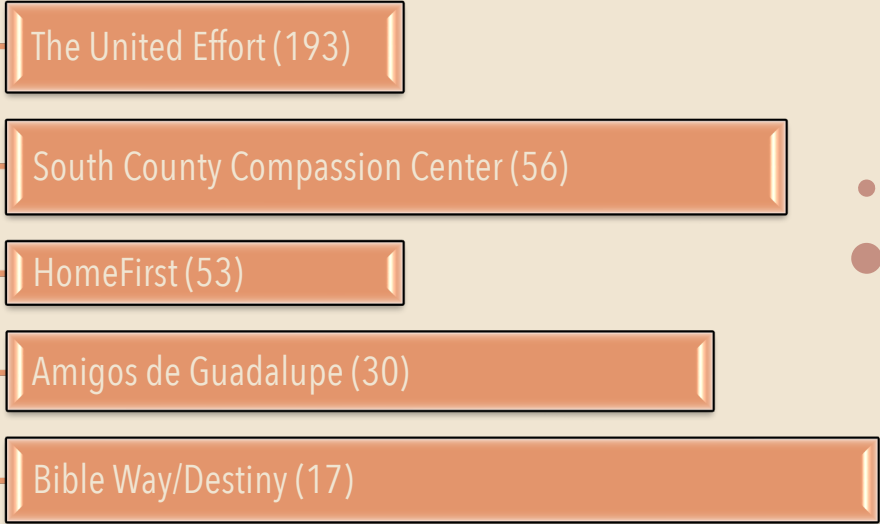 The United Effort (193)
South County Compassion Center (56)
HomeFirst (53)
Amigos de Guadalupe (30)
Bible Way/Destiny (17)